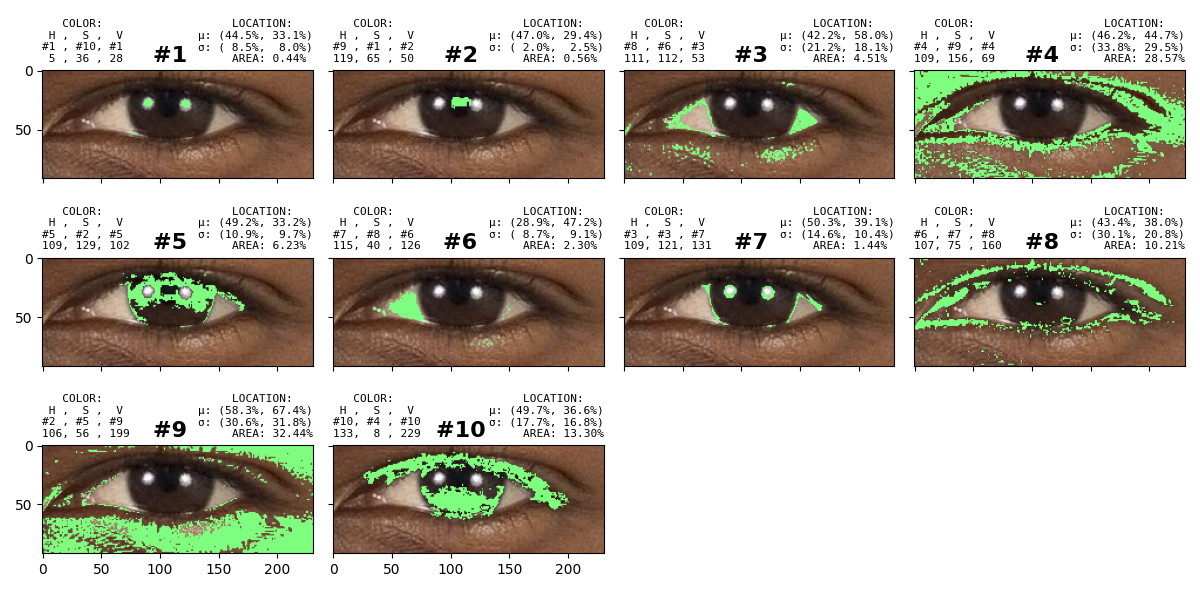 COLOR: LOCATION:
H , S , V μ: (44.5%, 33.1%)
#1 , #10, #1 #1 σ: ( 8.5%, 8.0%)
5 , 36 , 28 AREA: 0.44%
COLOR: LOCATION:
H , S , V μ: (47.0%, 29.4%)
#9 , #1 , #2 #2 σ: ( 2.0%, 2.5%)
119, 65 , 50 AREA: 0.56%
COLOR: LOCATION:
H , S , V μ: (42.2%, 58.0%)
#8 , #6 , #3 #3 σ: (21.2%, 18.1%)
111, 112, 53 AREA: 4.51%
COLOR: LOCATION:
H , S , V μ: (46.2%, 44.7%)
#4 , #9 , #4 #4 σ: (33.8%, 29.5%)
109, 156, 69 AREA: 28.57%
0
50
COLOR: LOCATION:
H , S , V μ: (49.2%, 33.2%)
#5 , #2 , #5 #5 σ: (10.9%, 9.7%)
109, 129, 102 AREA: 6.23%
COLOR: LOCATION:
H , S , V μ: (28.9%, 47.2%)
#7 , #8 , #6 #6 σ: ( 8.7%, 9.1%)
115, 40 , 126 AREA: 2.30%
COLOR: LOCATION:
H , S , V μ: (50.3%, 39.1%)
#3 , #3 , #7 #7 σ: (14.6%, 10.4%)
109, 121, 131 AREA: 1.44%
COLOR: LOCATION:
H , S , V μ: (43.4%, 38.0%)
#6 , #7 , #8 #8 σ: (30.1%, 20.8%)
107, 75 , 160 AREA: 10.21%
0
50
COLOR: LOCATION:
H , S , V μ: (58.3%, 67.4%)
#2 , #5 , #9 #9 σ: (30.6%, 31.8%)
106, 56 , 199 AREA: 32.44%
COLOR: LOCATION:
H , S , V μ: (49.7%, 36.6%)
#10, #4 , #10 #10 σ: (17.7%, 16.8%)
133, 8 , 229 AREA: 13.30%
0
50
0 50 100 150 200
0 50 100 150 200